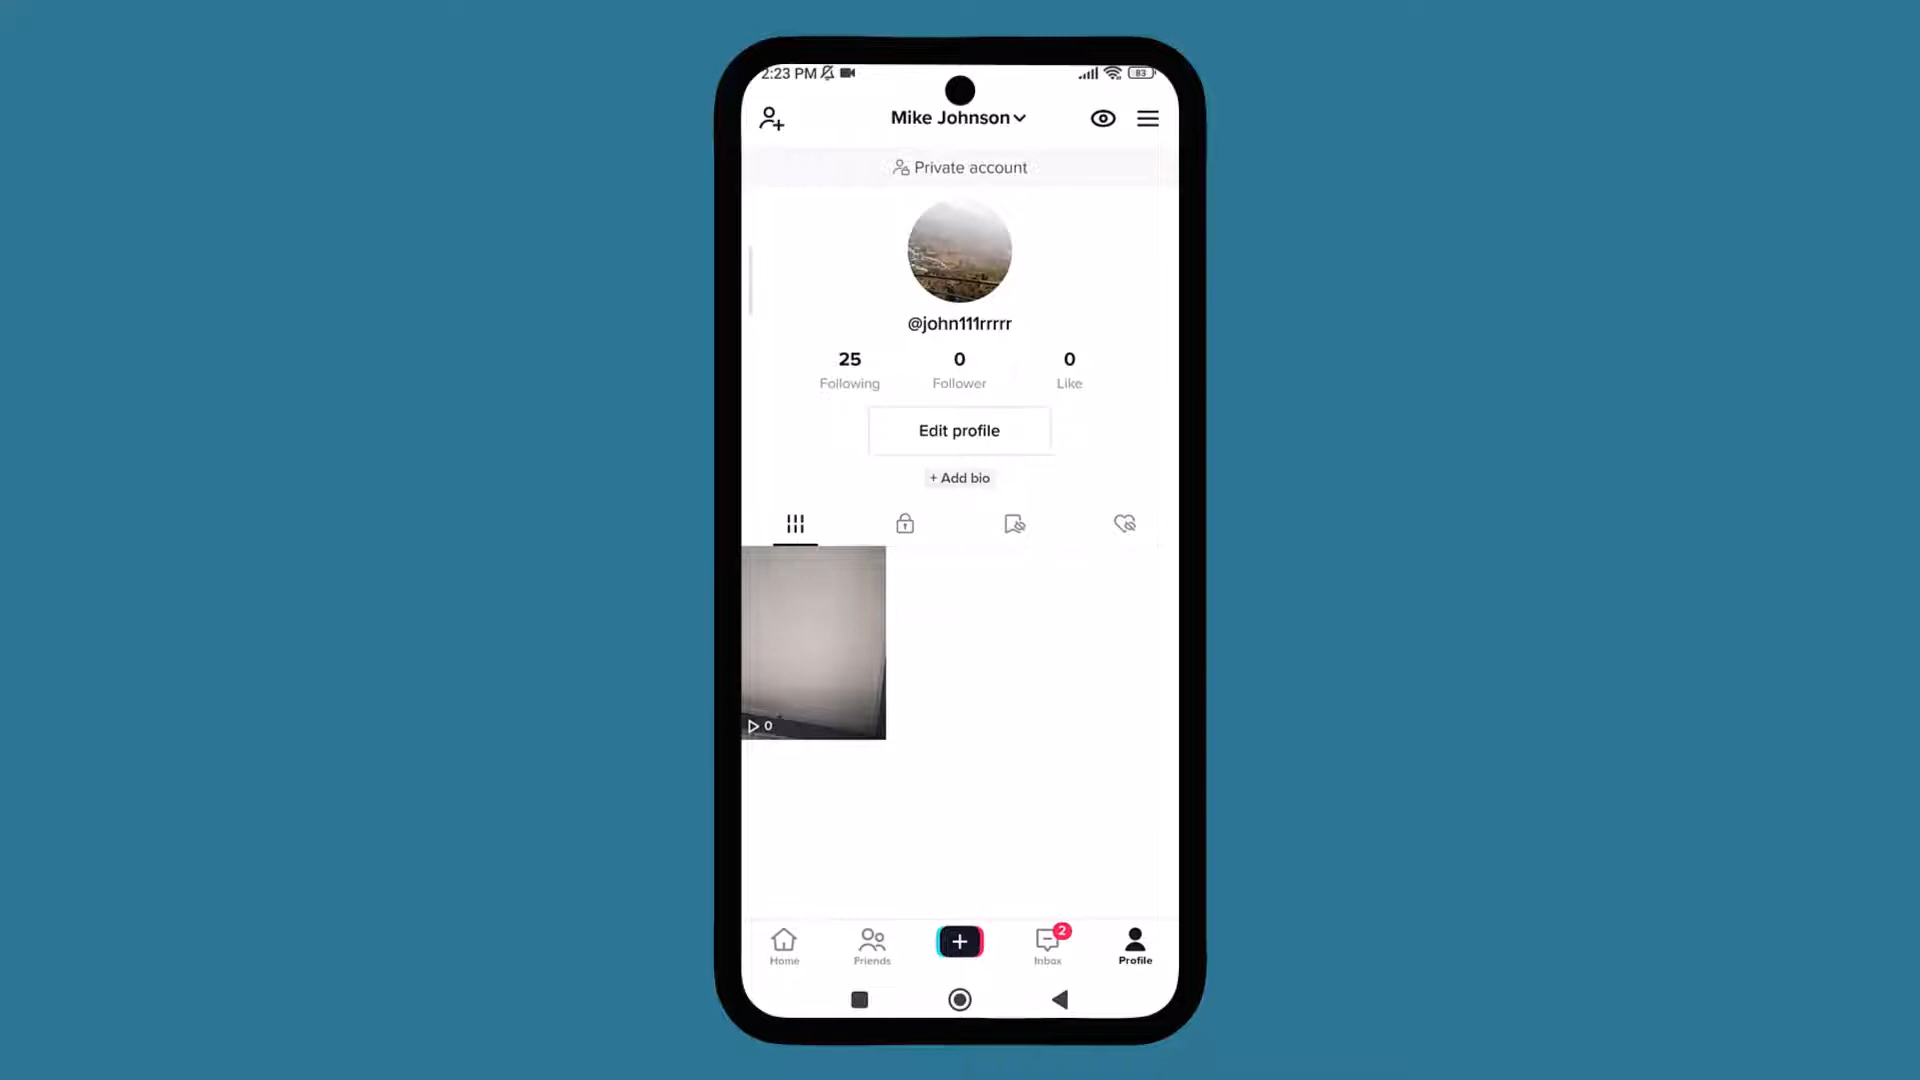 2:23 PM
83
Mike Johnson
Private account
@john111rrrrr
25 0 0
Following Follower Like
Edit profile
+ Add bio
0
2
Home Friends Inbox Profile